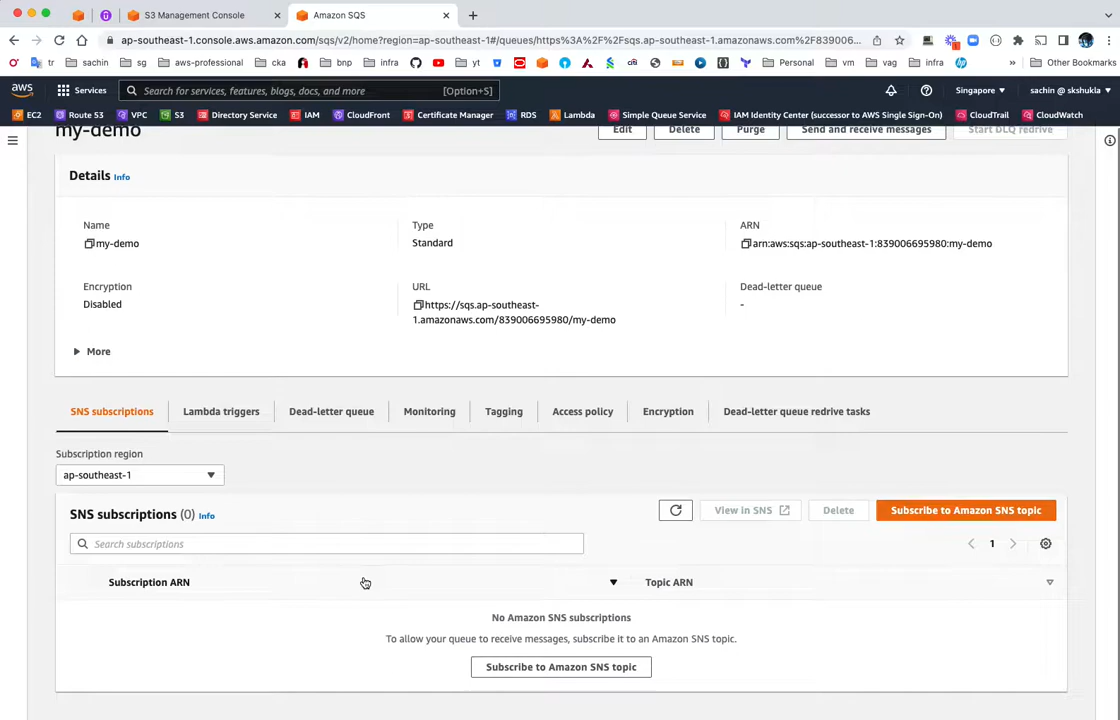 S3 Management Console
Amazon SQS
ap-southeast-1.console.aws.amazon.com/sqs/v2/home?region=ap-southeast-1#/queues/https%3A%2F%2Fsqs.ap-southeast-1.amazonaws.com%2F839006...
tr sachin sg aws-professional cka bnp infra yt citi Personal vm vag infra » Other Bookmarks
aws Services Search for services, features, blogs, docs, and more [Option+S] Singapore sachin @ skshukla
EC2 Route 53 VPC S3 Directory Service IAM CloudFront Certificate Manager RDS Lambda Simple Queue Service IAM Identity Center (successor to AWS Single Sign-On) CloudTrail CloudWatch
my-demo Edit Delete Purge Send and receive messages Start DLQ redrive
Details Info
Name Type ARN
my-demo Standard arn:aws:sqs:ap-southeast-1:839006695980:my-demo
Encryption URL Dead-letter queue
Disabled https://sqs.ap-southeast- -
1.amazonaws.com/839006695980/my-demo
More
SNS subscriptions Lambda triggers Dead-letter queue Monitoring Tagging Access policy Encryption Dead-letter queue redrive tasks
Subscription region
ap-southeast-1
SNS subscriptions (0) Info View in SNS Delete Subscribe to Amazon SNS topic
Search subscriptions 1
Subscription ARN Topic ARN
No Amazon SNS subscriptions
To allow your queue to receive messages, subscribe it to an Amazon SNS topic.
Subscribe to Amazon SNS topic